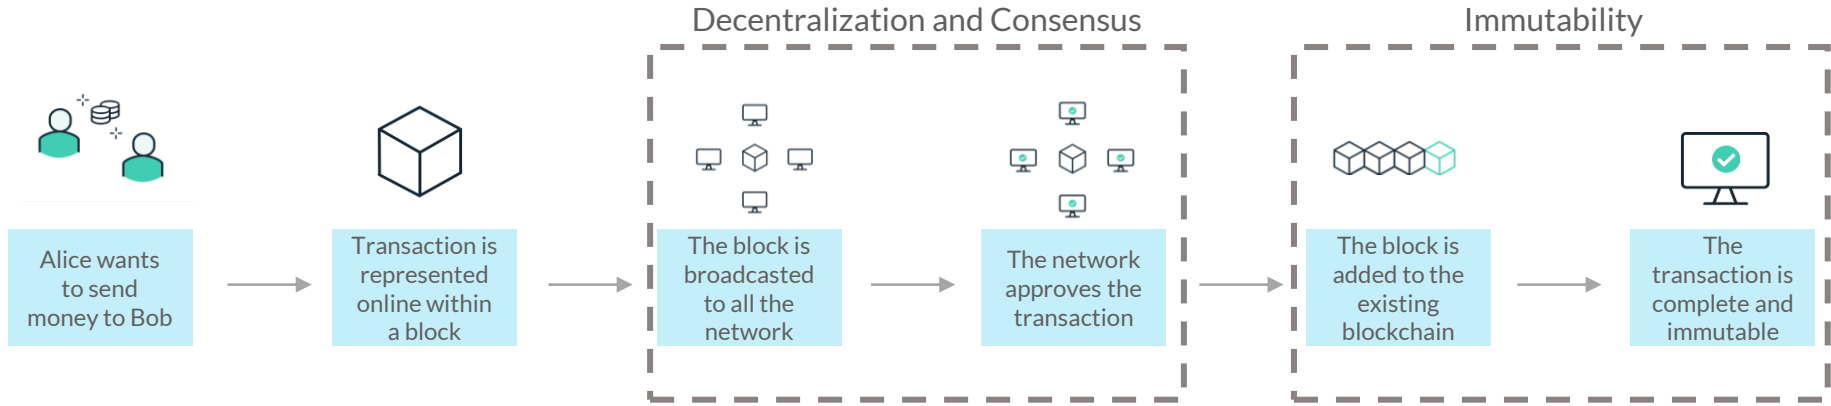 Decentralization and Consensus
Immutability
Alice wants
to send
money to Bob
Transaction is
represented
online within
a block
The block is
broadcasted
to all the
network
The network
approves the
transaction
The block is
added to the
existing
blockchain
The
transaction is
complete and
immutable